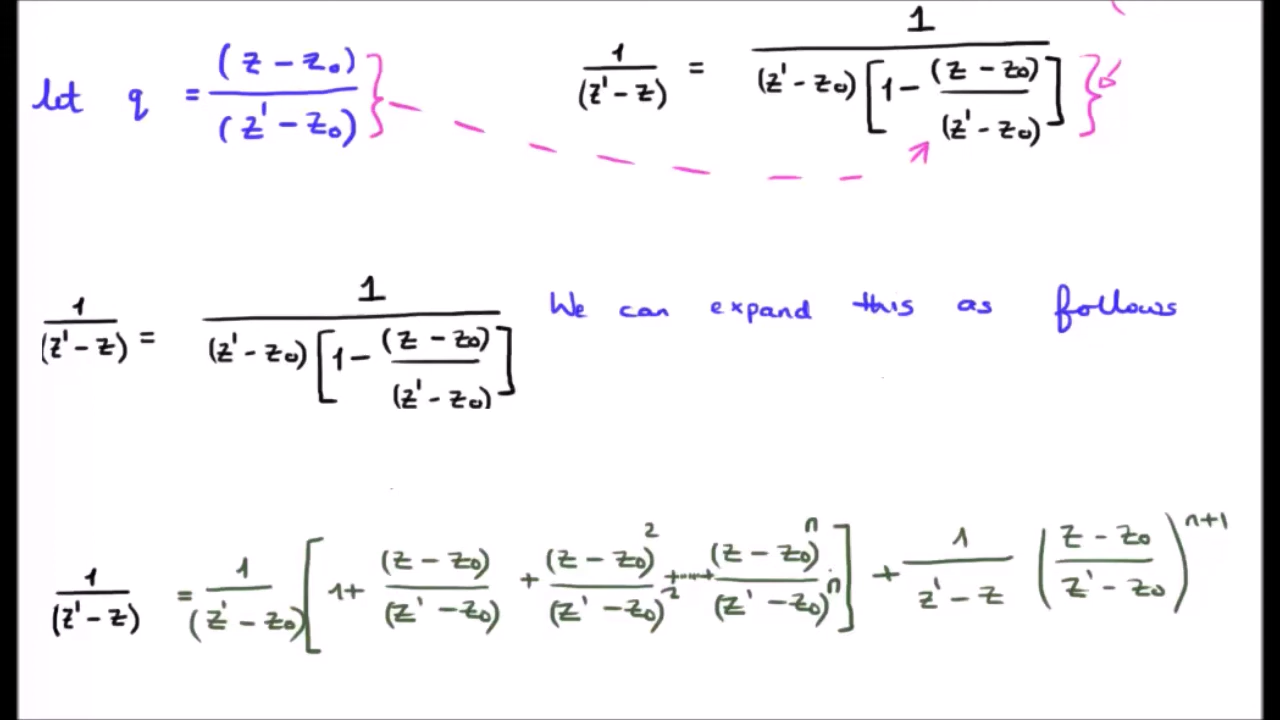 let q = (z - z₀) / (z' - z₀)
1 / (z' - z) = 1 / (z' - z₀) [1 - (z - z₀) / (z' - z₀)]
1 / (z' - z) = 1 / (z' - z₀) [1 - (z - z₀) / (z' - z₀)] We can expand this as follows
1 / (z' - z) = 1 / (z' - z₀) [1 + (z - z₀) / (z' - z₀) + (z - z₀)² / (z' - z₀)² + ...... + (z - z₀)ⁿ / (z' - z₀)ⁿ] + 1 / z' - z (z - z₀ / z' - z₀)ⁿ⁺¹